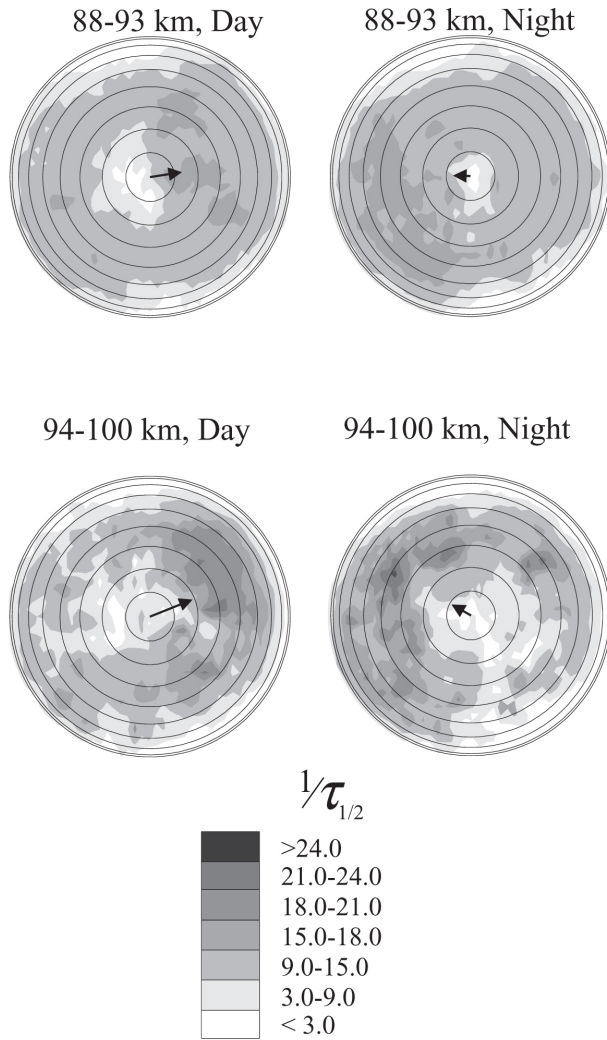 88-93 km, Day
88-93 km, Night
94-100 km, Day
94-100 km, Night
1/τ1/2
>24.0
21.0-24.0
18.0-21.0
15.0-18.0
9.0-15.0
3.0-9.0
< 3.0